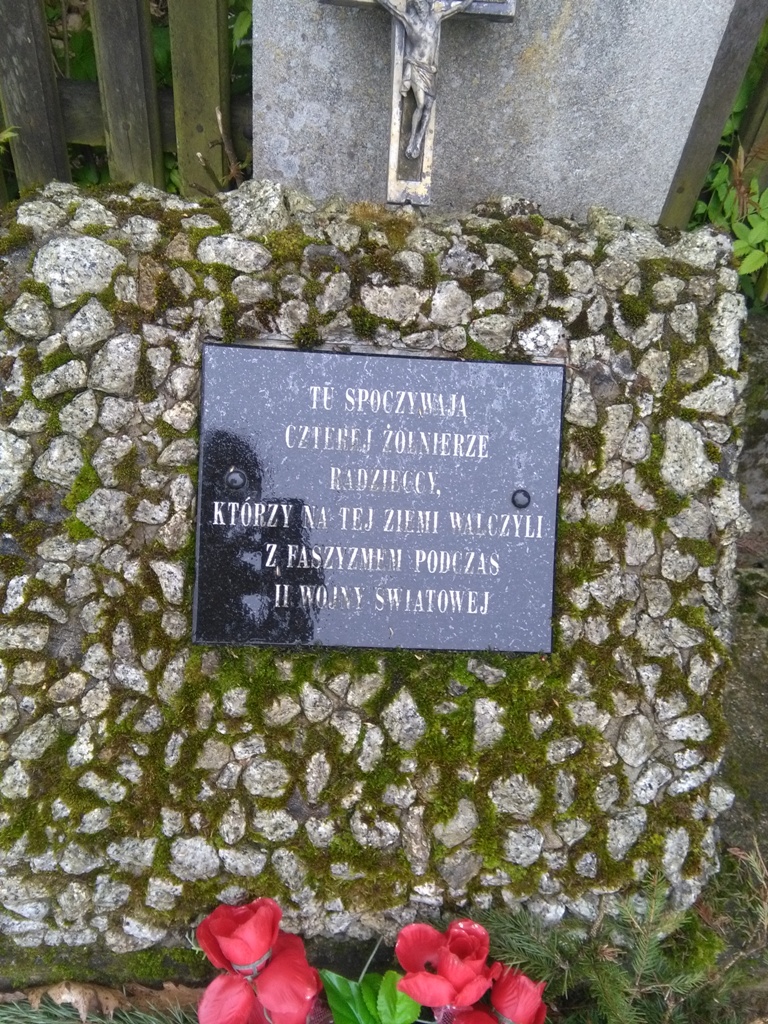 TU SPOCZYWAJĄ
CZTEREJ ŻOŁNIERZE
RADZIECCY,
KTÓRZY NA TEJ ZIEMI WALCZYLI
Z FASZYZMEM PODCZAS
II WOJNY ŚWIATOWEJ